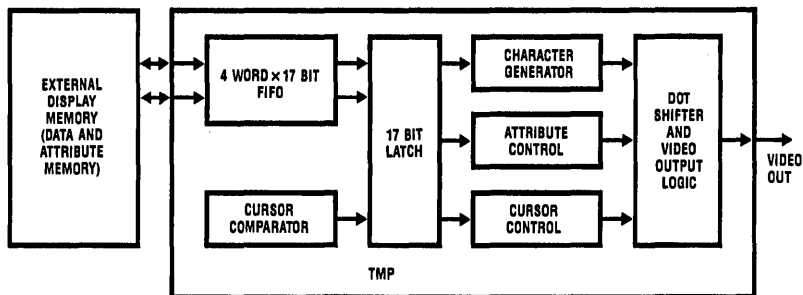 EXTERNAL
DISPLAY
MEMORY
(DATA AND
ATTRIBUTE
MEMORY)
4 WORD × 17 BIT
FIFO
CURSOR
COMPARATOR
17 BIT
LATCH
CHARACTER
GENERATOR
ATTRIBUTE
CONTROL
CURSOR
CONTROL
DOT
SHIFTER
AND
VIDEO
OUTPUT
LOGIC
VIDEO
OUT
TMP